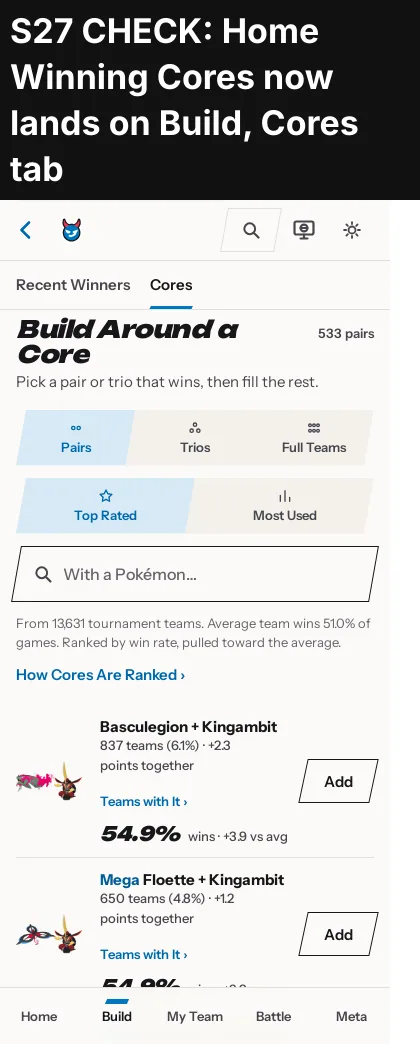 S27 CHECK: Home
Winning Cores now
lands on Build, Cores
tab
Recent Winners Cores
Build Around a
Core
533 pairs
Pick a pair or trio that wins, then fill the rest.
Pairs Trios Full Teams
Top Rated Most Used
With a Pokémon...
From 13,631 tournament teams. Average team wins 51.0% of
games. Ranked by win rate, pulled toward the average.
How Cores Are Ranked ›
Basculegion + Kingambit
837 teams (6.1%) · +2.3
points together
Add
Teams with It ›
54.9% wins · +3.9 vs avg
Mega Floette + Kingambit
650 teams (4.8%) · +1.2
points together
Add
Teams with It ›
54.9%
Home Build My Team Battle Meta